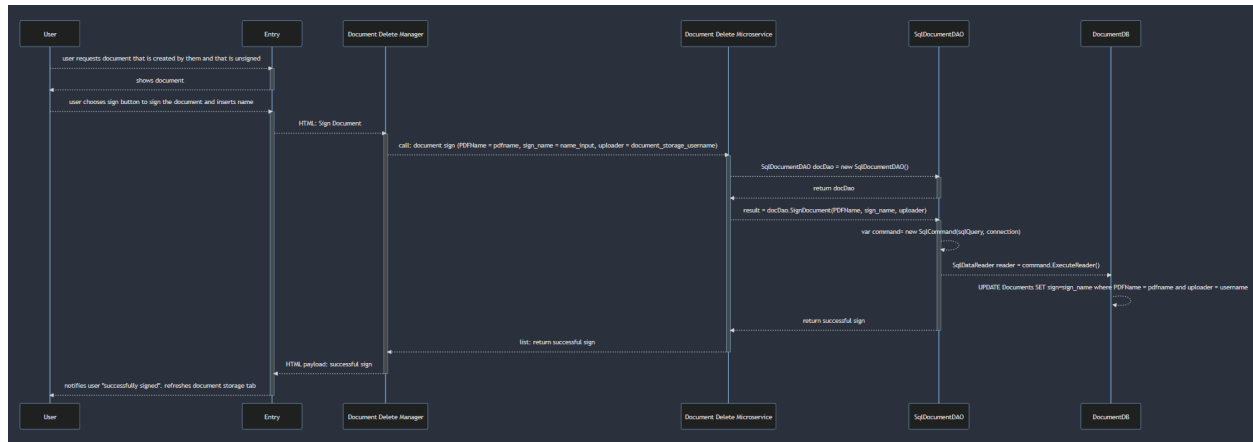 User
Entry
Document Delete Manager
Document Delete Microservice
SqlDocumentDAO
DocumentDB
user requests document that is created by them and that is unsigned
shows document
user chooses sign button to sign the document and inserts name
HTML: Sign Document
call: document sign (PDFName = pdfname, sign_name = name_input, uploader = document_storage_username)
SqlDocumentDAO docDao = new SqlDocumentDAO()
return docDao
result = docDao.SignDocument(PDFName, sign_name, uploader)
var command= new SqlCommand(sqlQuery, connection)
SqlDataReader reader = command.ExecuteReader()
UPDATE Documents SET sign=sign_name where PDFName = pdfname and uploader = username
return successful sign
list: return successful sign
HTML payload: successful sign
notifies user "successfully signed". refreshes document storage tab
User
Entry
Document Delete Manager
Document Delete Microservice
SqlDocumentDAO
DocumentDB